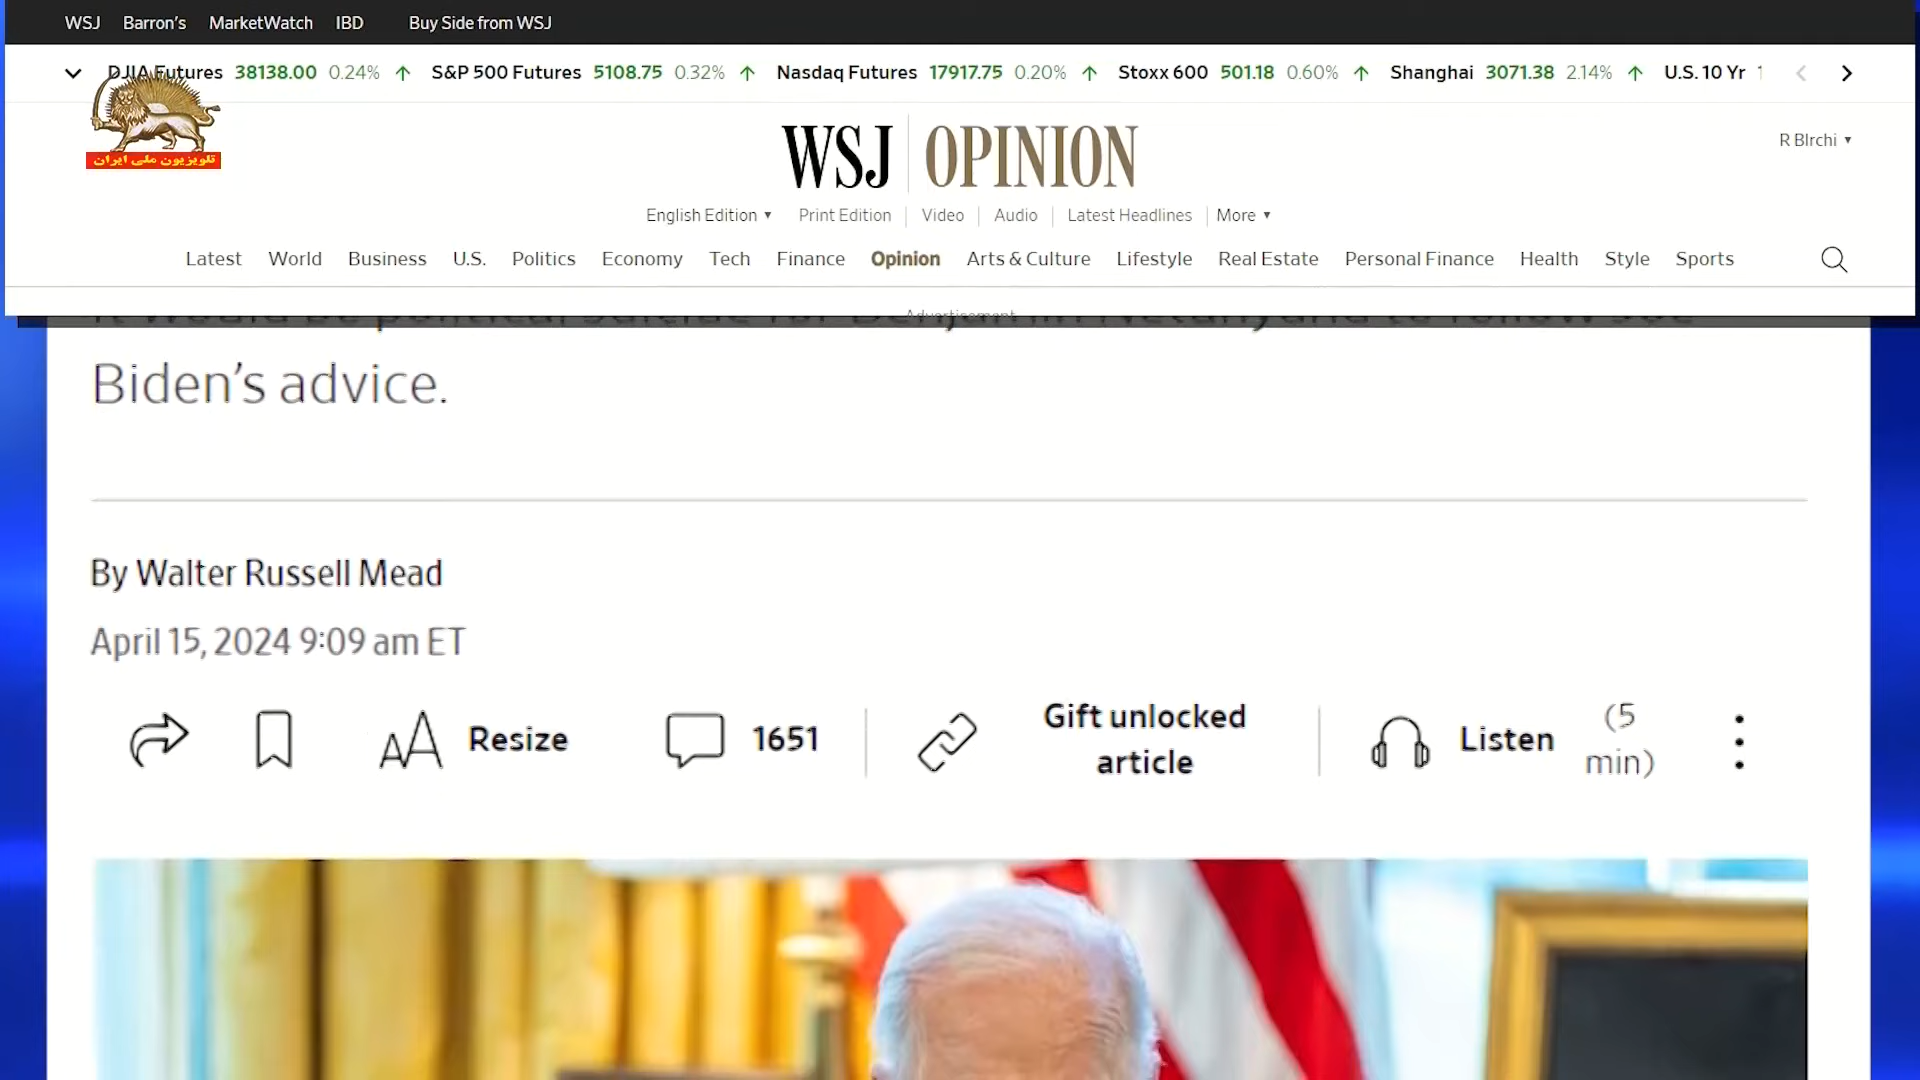 WSJ Barron's MarketWatch IBD Buy Side from WSJ
DJIA Futures 38138.00 0.24% S&P 500 Futures 5108.75 0.32% Nasdaq Futures 17917.75 0.20% Stoxx 600 501.18 0.60% Shanghai 3071.38 2.14% U.S. 10 Yr
تلویزیون ملی ایران
WSJ OPINION
R BIrchi
English Edition Print Edition Video Audio Latest Headlines More
Latest World Business U.S. Politics Economy Tech Finance Opinion Arts & Culture Lifestyle Real Estate Personal Finance Health Style Sports
Biden’s advice.
By Walter Russell Mead
April 15, 2024 9:09 am ET
AA Resize 1651 Gift unlocked article Listen (5 min)